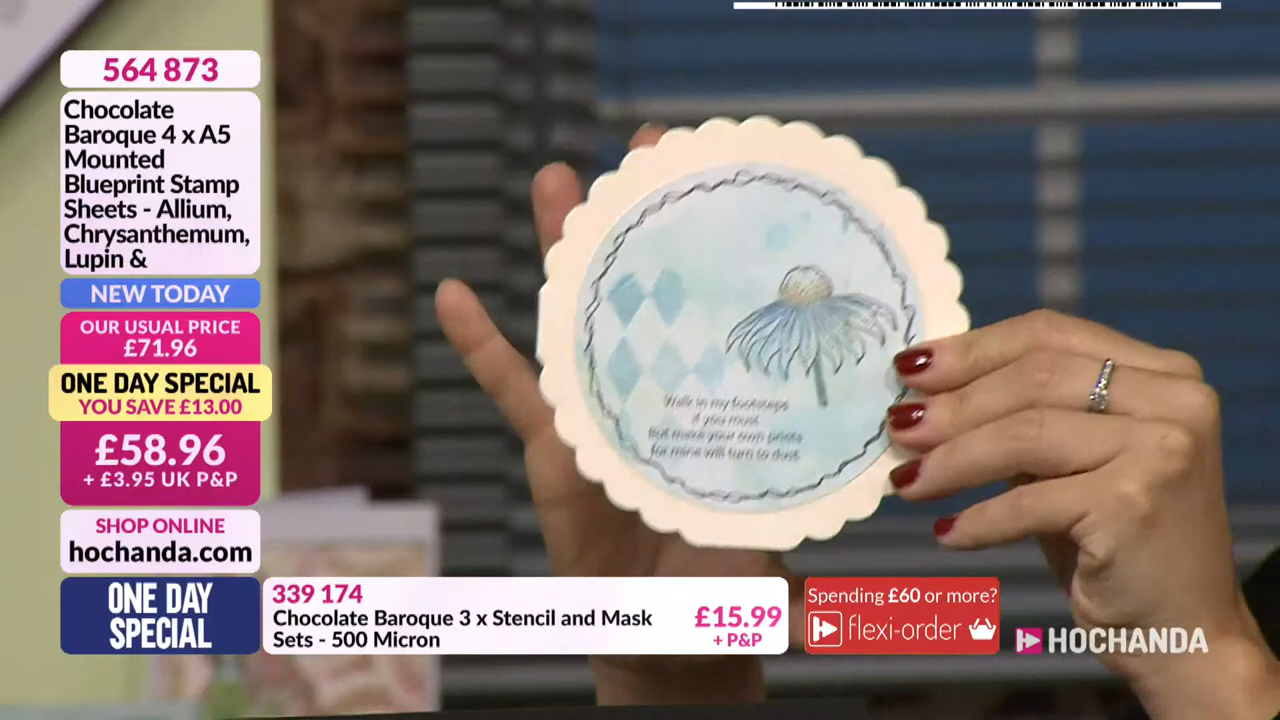 564 873
Chocolate
Baroque 4 x A5
Mounted
Blueprint Stamp
Sheets - Allium,
Chrysanthemum,
Lupin &
NEW TODAY
OUR USUAL PRICE
£71.96
ONE DAY SPECIAL
YOU SAVE £13.00
£58.96
+ £3.95 UK P&P
SHOP ONLINE
hochanda.com
Walk in my footsteps
if you must
But make your own prints
for mine will turn to dust
ONE DAY
SPECIAL
339 174
Chocolate Baroque 3 x Stencil and Mask
Sets - 500 Micron
£15.99
+ P&P
Spending £60 or more?
flexi-order
HOCHANDA